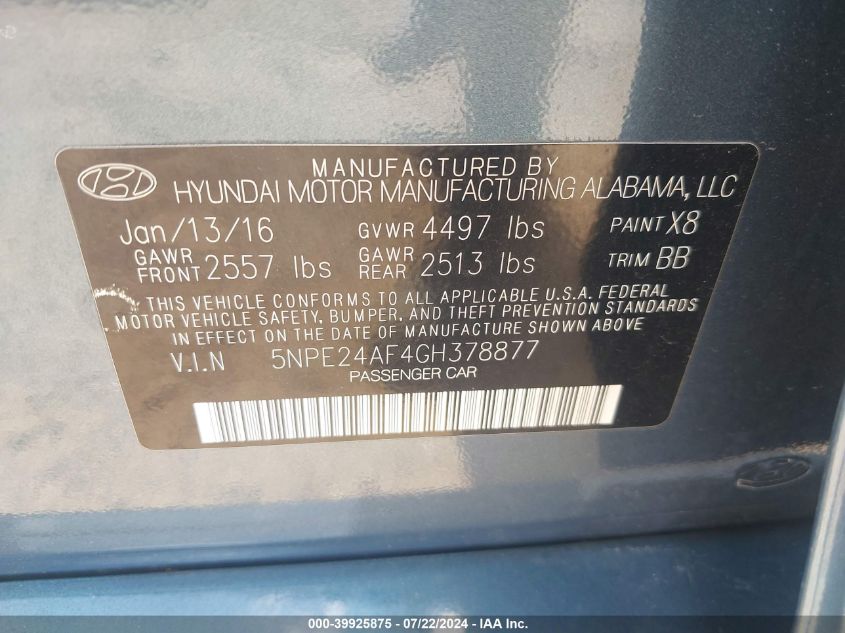 MANUFACTURED BY
HYUNDAI MOTOR MANUFACTURING ALABAMA, LLC
Jan/13/16 GVWR 4497 lbs PAINT X8
GAWR FRONT 2557 lbs GAWR REAR 2513 lbs TRIM BB
THIS VEHICLE CONFORMS TO ALL APPLICABLE U.S.A. FEDERAL
MOTOR VEHICLE SAFETY, BUMPER, AND THEFT PREVENTION STANDARDS
IN EFFECT ON THE DATE OF MANUFACTURE SHOWN ABOVE
V.I.N 5NPE24AF4GH378877
PASSENGER CAR
000-39925875 - 07/22/2024 - IAA Inc.